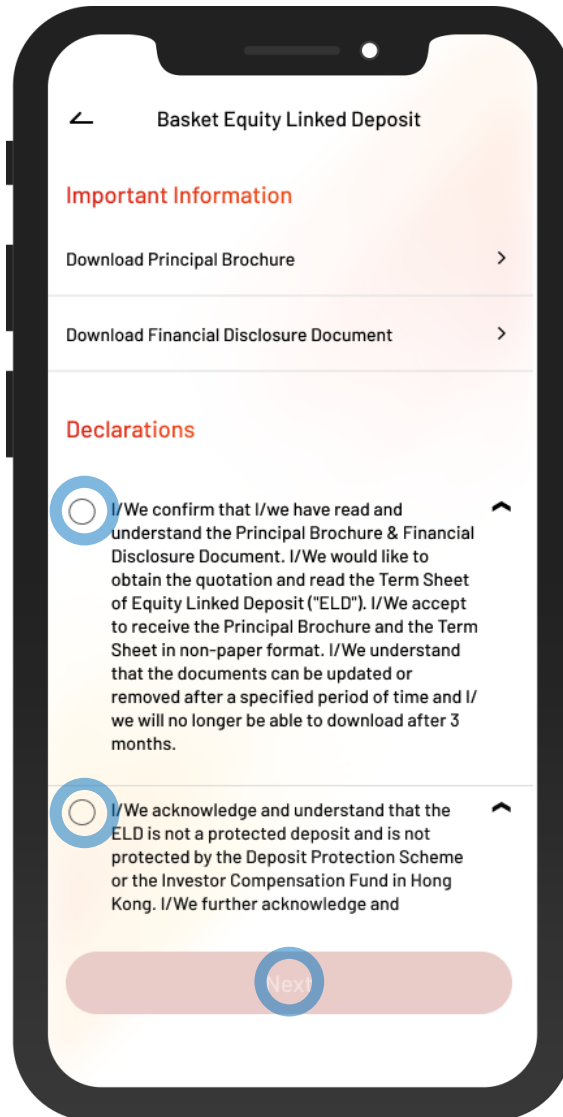 Basket Equity Linked Deposit
Important Information
Download Principal Brochure
Download Financial Disclosure Document
Declarations
I/We confirm that I/we have read and
understand the Principal Brochure & Financial
Disclosure Document. I/We would like to
obtain the quotation and read the Term Sheet
of Equity Linked Deposit ("ELD"). I/We accept
to receive the Principal Brochure and the Term
Sheet in non-paper format. I/We understand
that the documents can be updated or
removed after a specified period of time and I/
we will no longer be able to download after 3
months.
I/We acknowledge and understand that the
ELD is not a protected deposit and is not
protected by the Deposit Protection Scheme
or the Investor Compensation Fund in Hong
Kong. I/We further acknowledge and
Next